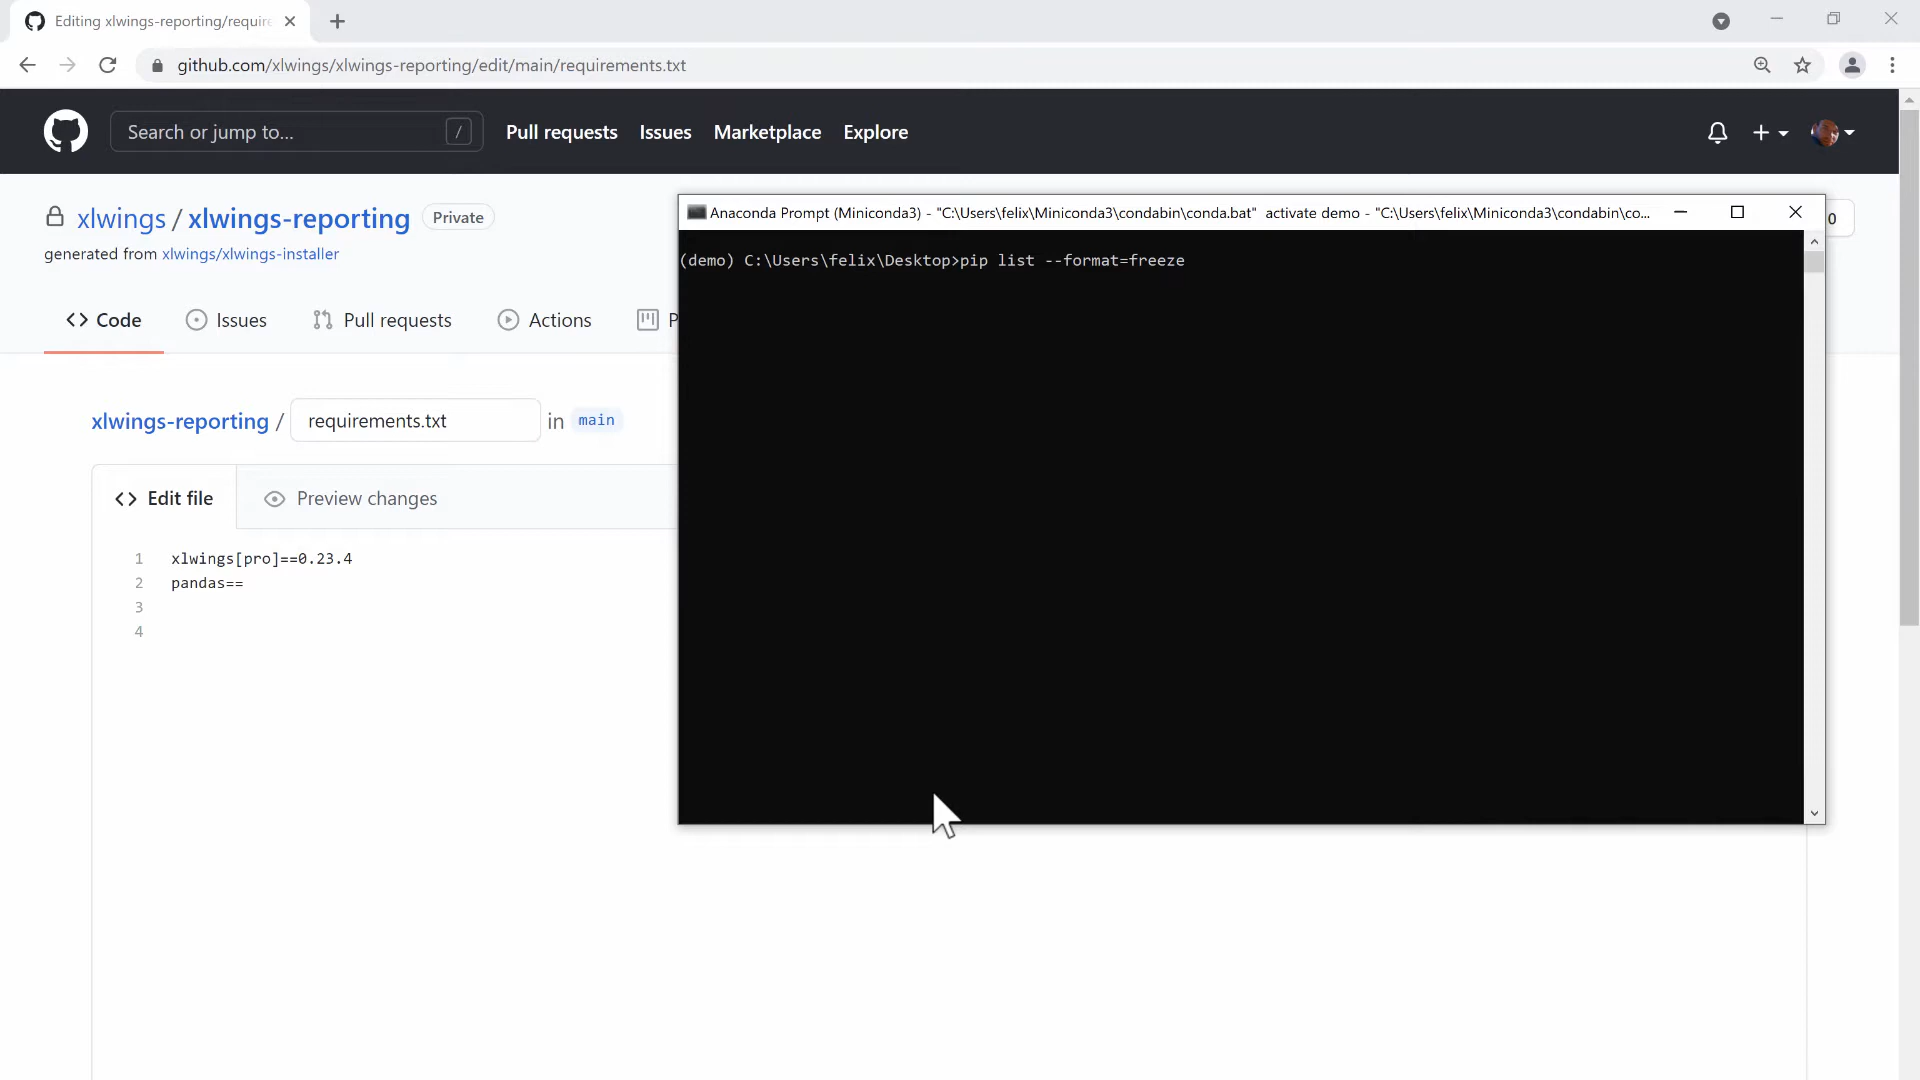 Editing xlwings-reporting/require
github.com/xlwings/xlwings-reporting/edit/main/requirements.txt
Search or jump to...
/
Pull requests
Issues
Marketplace
Explore
xlwings / xlwings-reporting
Private
generated from xlwings/xlwings-installer
0
Code
Issues
Pull requests
Actions
P
Anaconda Prompt (Miniconda3) - "C:\Users\felix\Miniconda3\condabin\conda.bat"  activate demo - "C:\Users\felix\Miniconda3\condabin\co...
(demo) C:\Users\felix\Desktop>pip list --format=freeze
xlwings-reporting / requirements.txt in main
Edit file
Preview changes
1 xlwings[pro]==0.23.4
2 pandas==
3
4